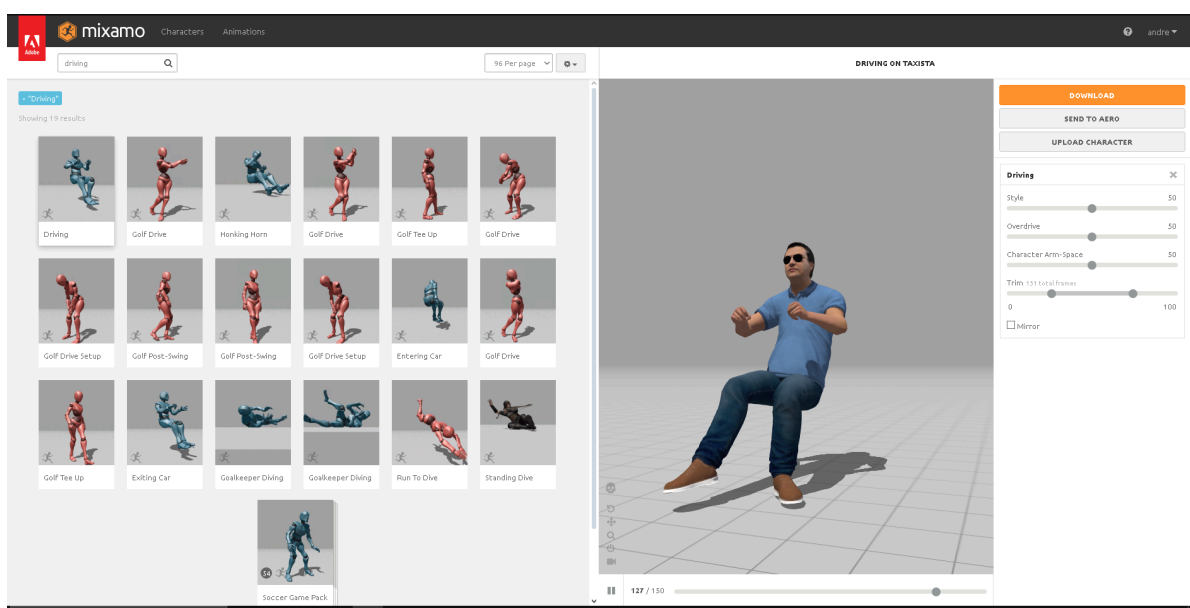 Adobe
mixamo
Characters
Animations
andre
driving
96 Per page
× "Driving"
Showing 19 results
Driving
Golf Drive
Honking Horn
Golf Drive
Golf Tee Up
Golf Drive
Golf Drive Setup
Golf Post-Swing
Golf Post-Swing
Golf Drive Setup
Entering Car
Golf Drive
Golf Tee Up
Exiting Car
Goalkeeper Diving
Goalkeeper Diving
Run To Dive
Standing Dive
54
Soccer Game Pack
DRIVING ON TAXISTA
127 / 150
DOWNLOAD
SEND TO AERO
UPLOAD CHARACTER
Driving
Style 50
Overdrive 50
Character Arm-Space 50
Trim 151 total frames
0 100
Mirror